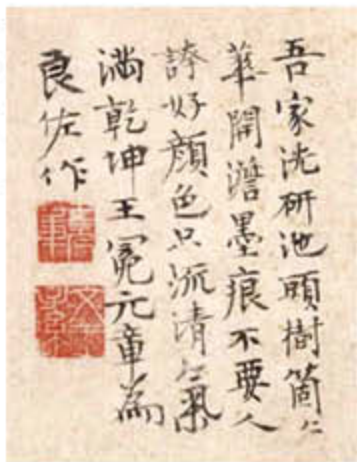 吾家洗研池頭樹箇〻
華開澹墨痕不要人
誇好顏色只流清氣
滿乾坤王冕元章為
良佐作